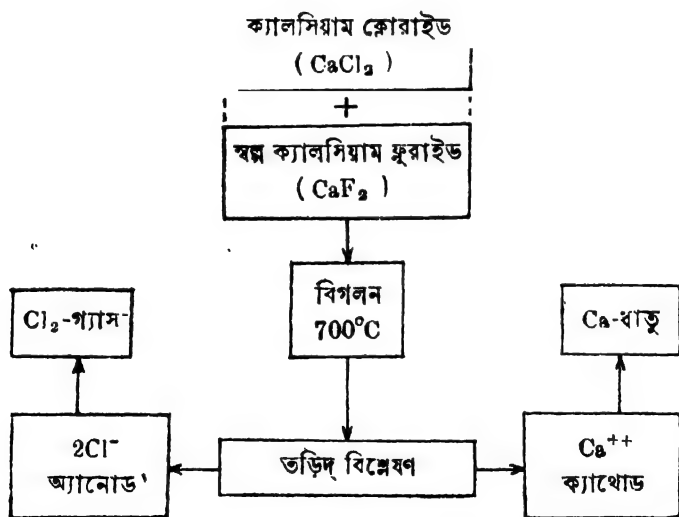 ক্যালসিয়াম ক্লোরাইড
( CaCl₂ )
+
স্বল্প ক্যালসিয়াম ফ্লুরাইড
( CaF₂ )
বিগলন
700°C
Cl₂-গ্যাস
Ca-ধাতু
2Cl⁻
অ্যানোড
তড়িদ্ বিশ্লেষণ
Ca⁺⁺
ক্যাথোড